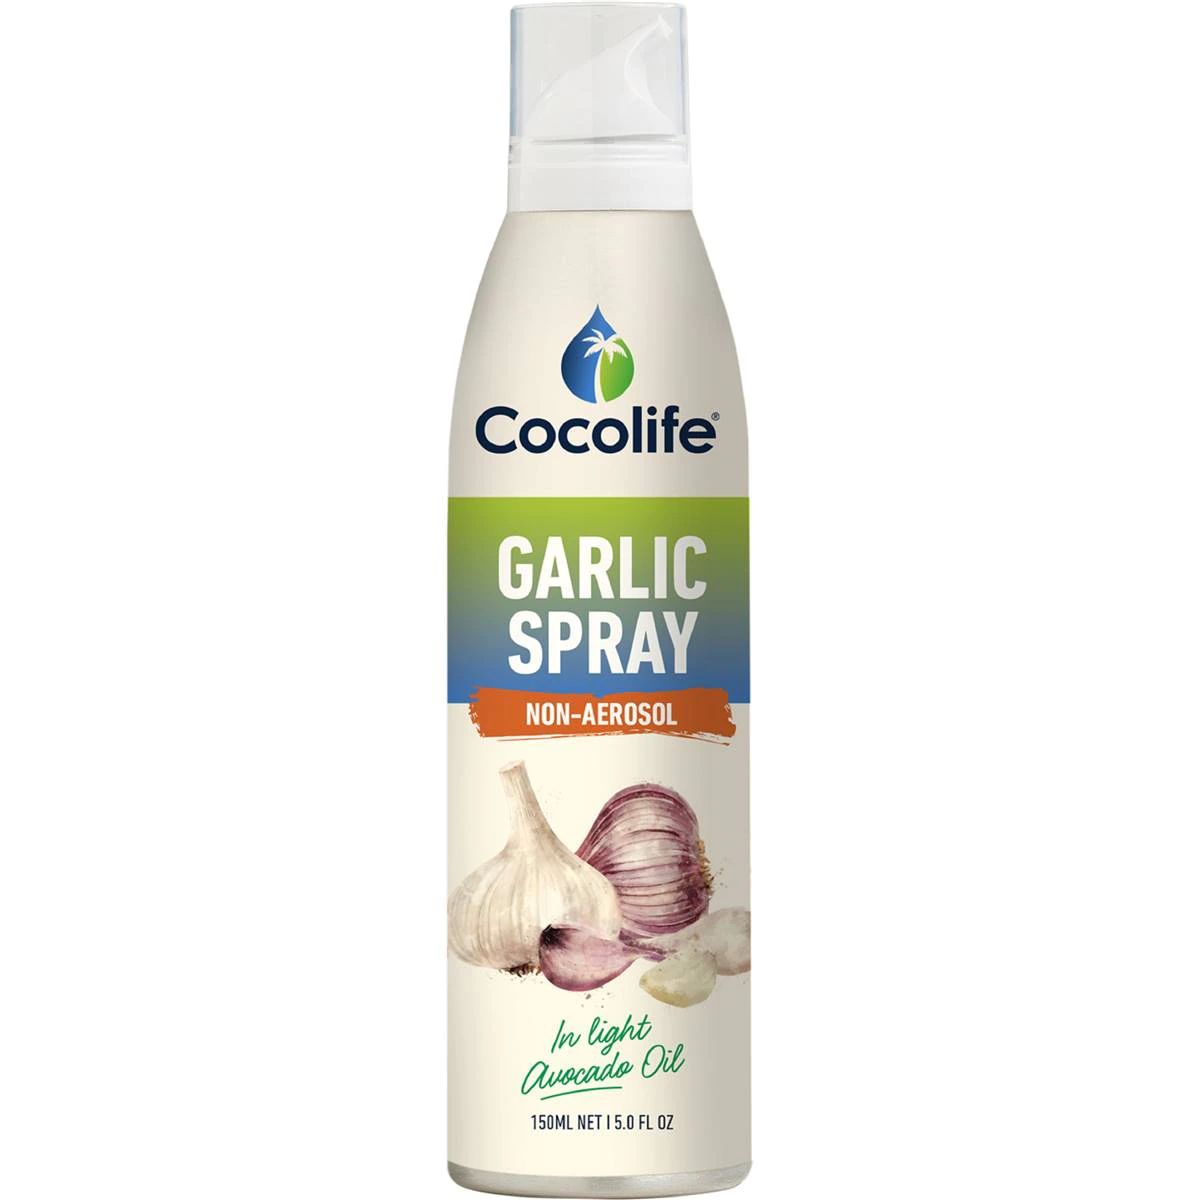 Cocolife®
GARLIC
SPRAY
NON-AEROSOL
In light
Avocado Oil
150ML NET | 5.0 FL OZ